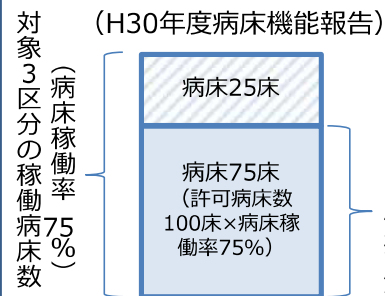 （H30年度病床機能報告）
対象３区分の稼働病床数
（病床稼働率 75％）
病床25床
病床75床
（許可病床数
100床×病床稼
働率75%）